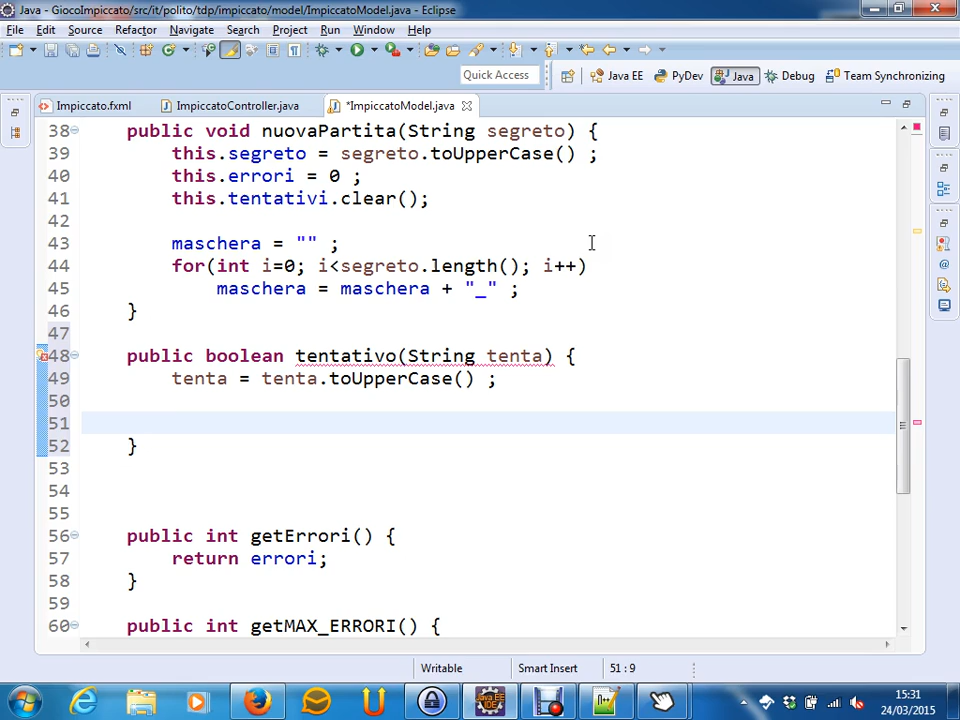 Java - GiocoImpiccato/src/it/polito/tdp/impiccato/model/ImpiccatoModel.java - Eclipse
File Edit Source Refactor Navigate Search Project Run Window Help
Quick Access Java EE PyDev Java Debug Team Synchronizing
Impiccato.fxml ImpiccatoController.java *ImpiccatoModel.java
38 public void nuovaPartita(String segreto) {
39 this.segreto = segreto.toUpperCase() ;
40 this.errori = 0 ;
41 this.tentativi.clear();
42
43 maschera = "" ;
44 for(int i=0; i<segreto.length(); i++)
45 maschera = maschera + "_" ;
46 }
47
48 public boolean tentativo(String tenta) {
49 tenta = tenta.toUpperCase() ;
50
51
52 }
53
54
55
56 public int getErrori() {
57 return errori;
58 }
59
60 public int getMAX_ERRORI() {
Writable Smart Insert 51 : 9
Java EE IDE
15:31
24/03/2015